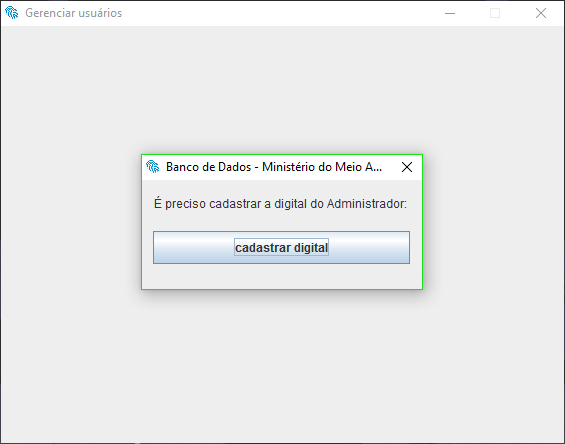 Gerenciar usuários
Banco de Dados - Ministério do Meio A...
É preciso cadastrar a digital do Administrador:
cadastrar digital